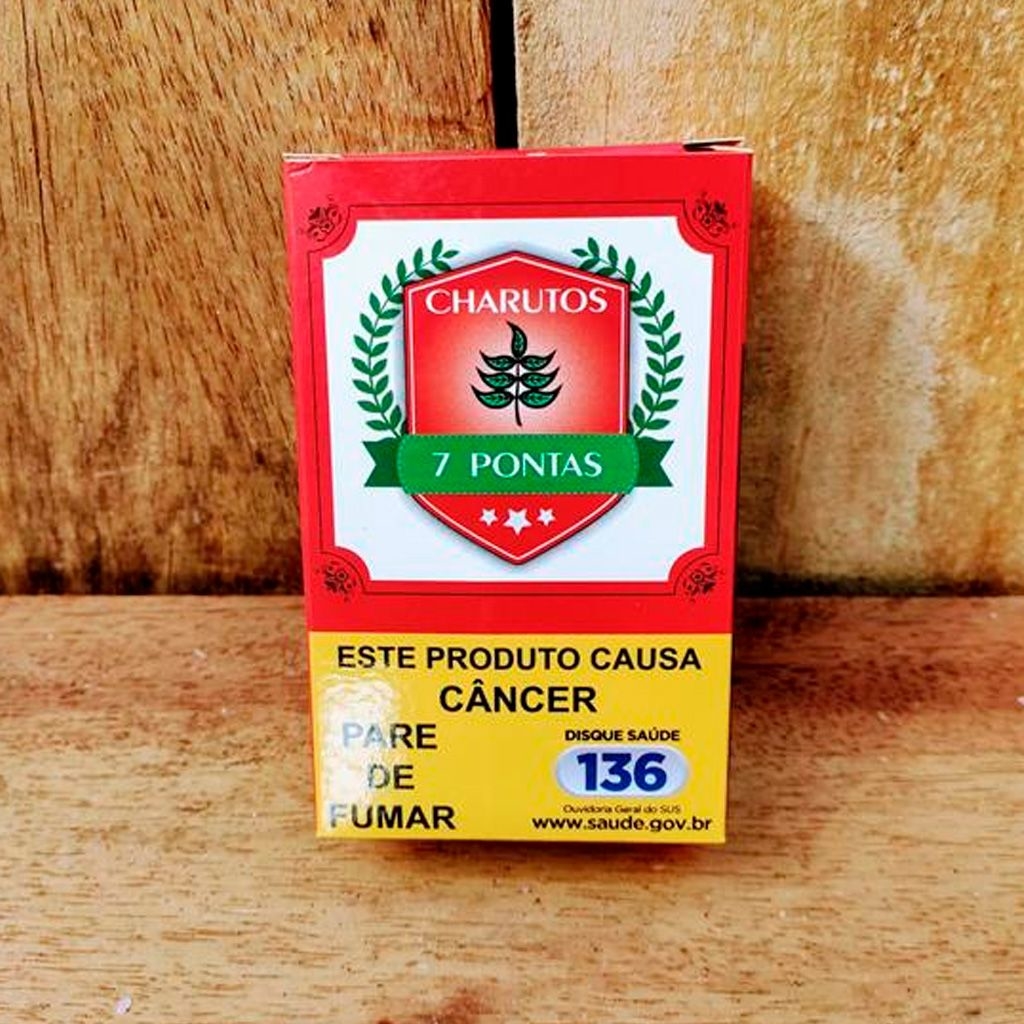 CHARUTOS
7 PONTAS
ESTE PRODUTO CAUSA
CÂNCER
PARE
DE
FUMAR
DISQUE SAÚDE
136
Ouvidoria Geral do SUS
www.saude.gov.br